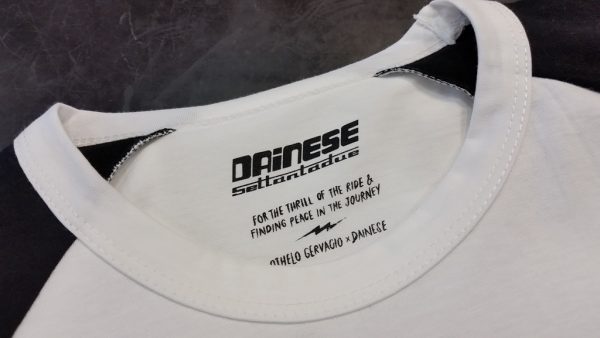 DAiNESE
Settantadue
FOR THE THRILL OF THE RIDE &
FINDING PEACE IN THE JOURNEY
OTHELO GERVACIO x DAINESE